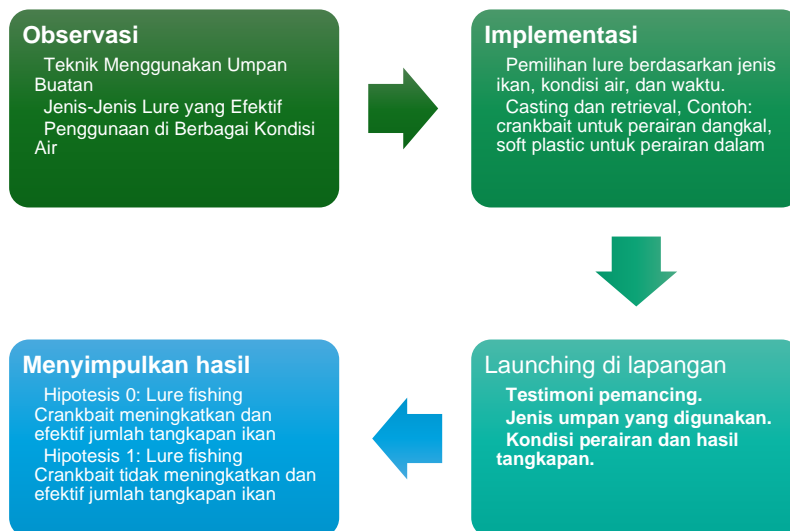 Observasi
Teknik Menggunakan Umpan
Buatan
Jenis-Jenis Lure yang Efektif
Penggunaan di Berbagai Kondisi
Air
Implementasi
Pemilihan lure berdasarkan jenis
ikan, kondisi air, dan waktu.
Casting dan retrieval, Contoh:
crankbait untuk perairan dangkal,
soft plastic untuk perairan dalam
Launching di lapangan
Testimoni pemancing.
Jenis umpan yang digunakan.
Kondisi perairan dan hasil
tangkapan.
Menyimpulkan hasil
Hipotesis 0: Lure fishing
Crankbait meningkatkan dan
efektif jumlah tangkapan ikan
Hipotesis 1: Lure fishing
Crankbait tidak meningkatkan dan
efektif jumlah tangkapan ikan